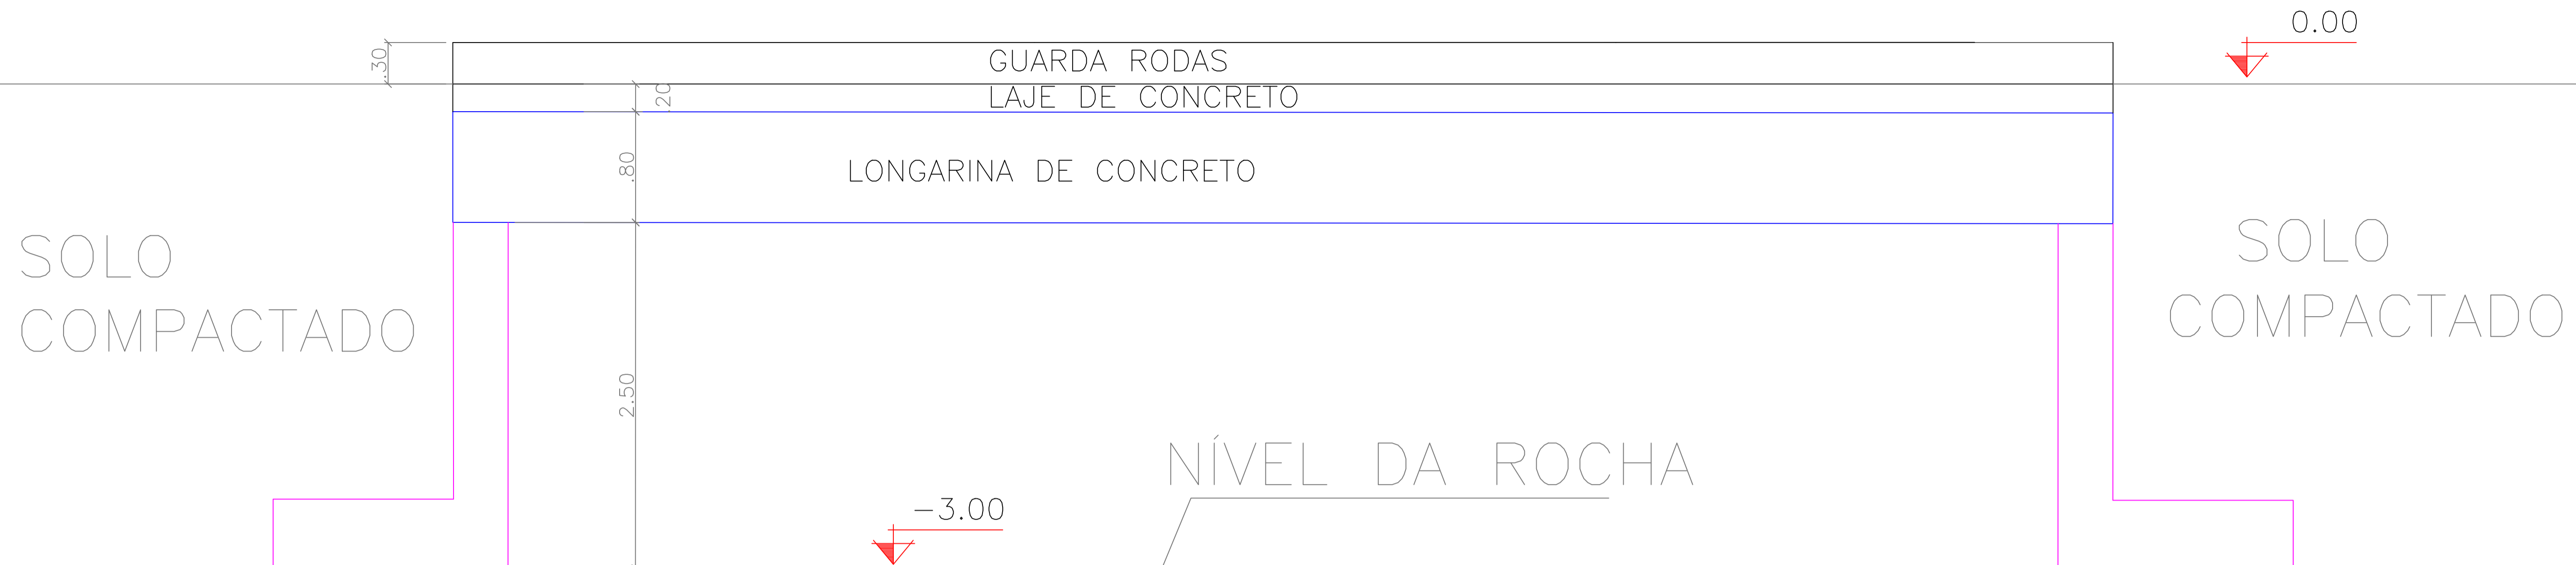 0.00
.30
GUARDA RODAS
.20
LAJE DE CONCRETO
.80
LONGARINA DE CONCRETO
SOLO
COMPACTADO
SOLO
COMPACTADO
2.50
NÍVEL DA ROCHA
-3.00